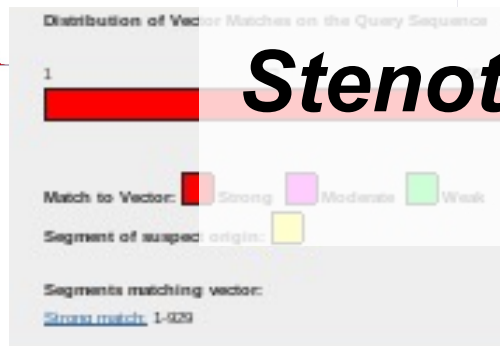 Distribution of Vector Matches on the Query Sequence
Stenot
1
Match to Vector: Strong Moderate Weak
Segment of suspect origin:
Segments matching vector:
Strong match: 1-929